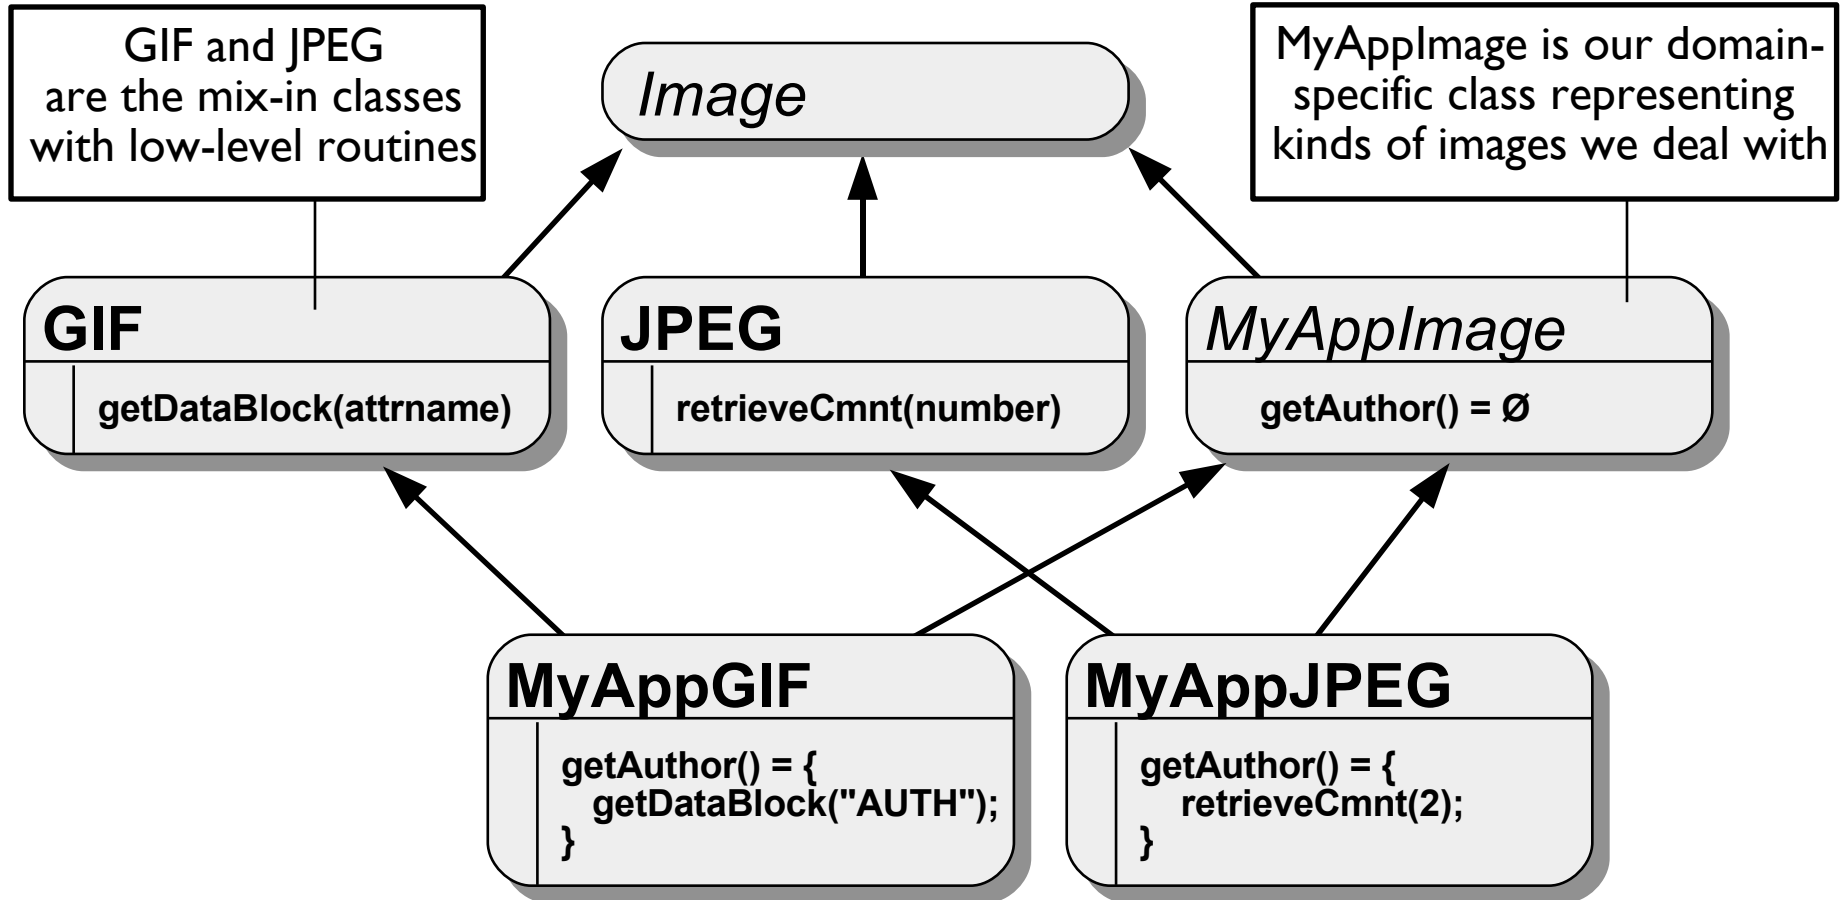 GIF and JPEG
are the mix-in classes
with low-level routines
Image
MyAppImage is our domain-
specific class representing
kinds of images we deal with
GIF
getDataBlock(attrname)
JPEG
retrieveCmnt(number)
MyAppImage
getAuthor() = Ø
MyAppGIF
getAuthor() = {
getDataBlock("AUTH");
}
MyAppJPEG
getAuthor() = {
retrieveCmnt(2);
}